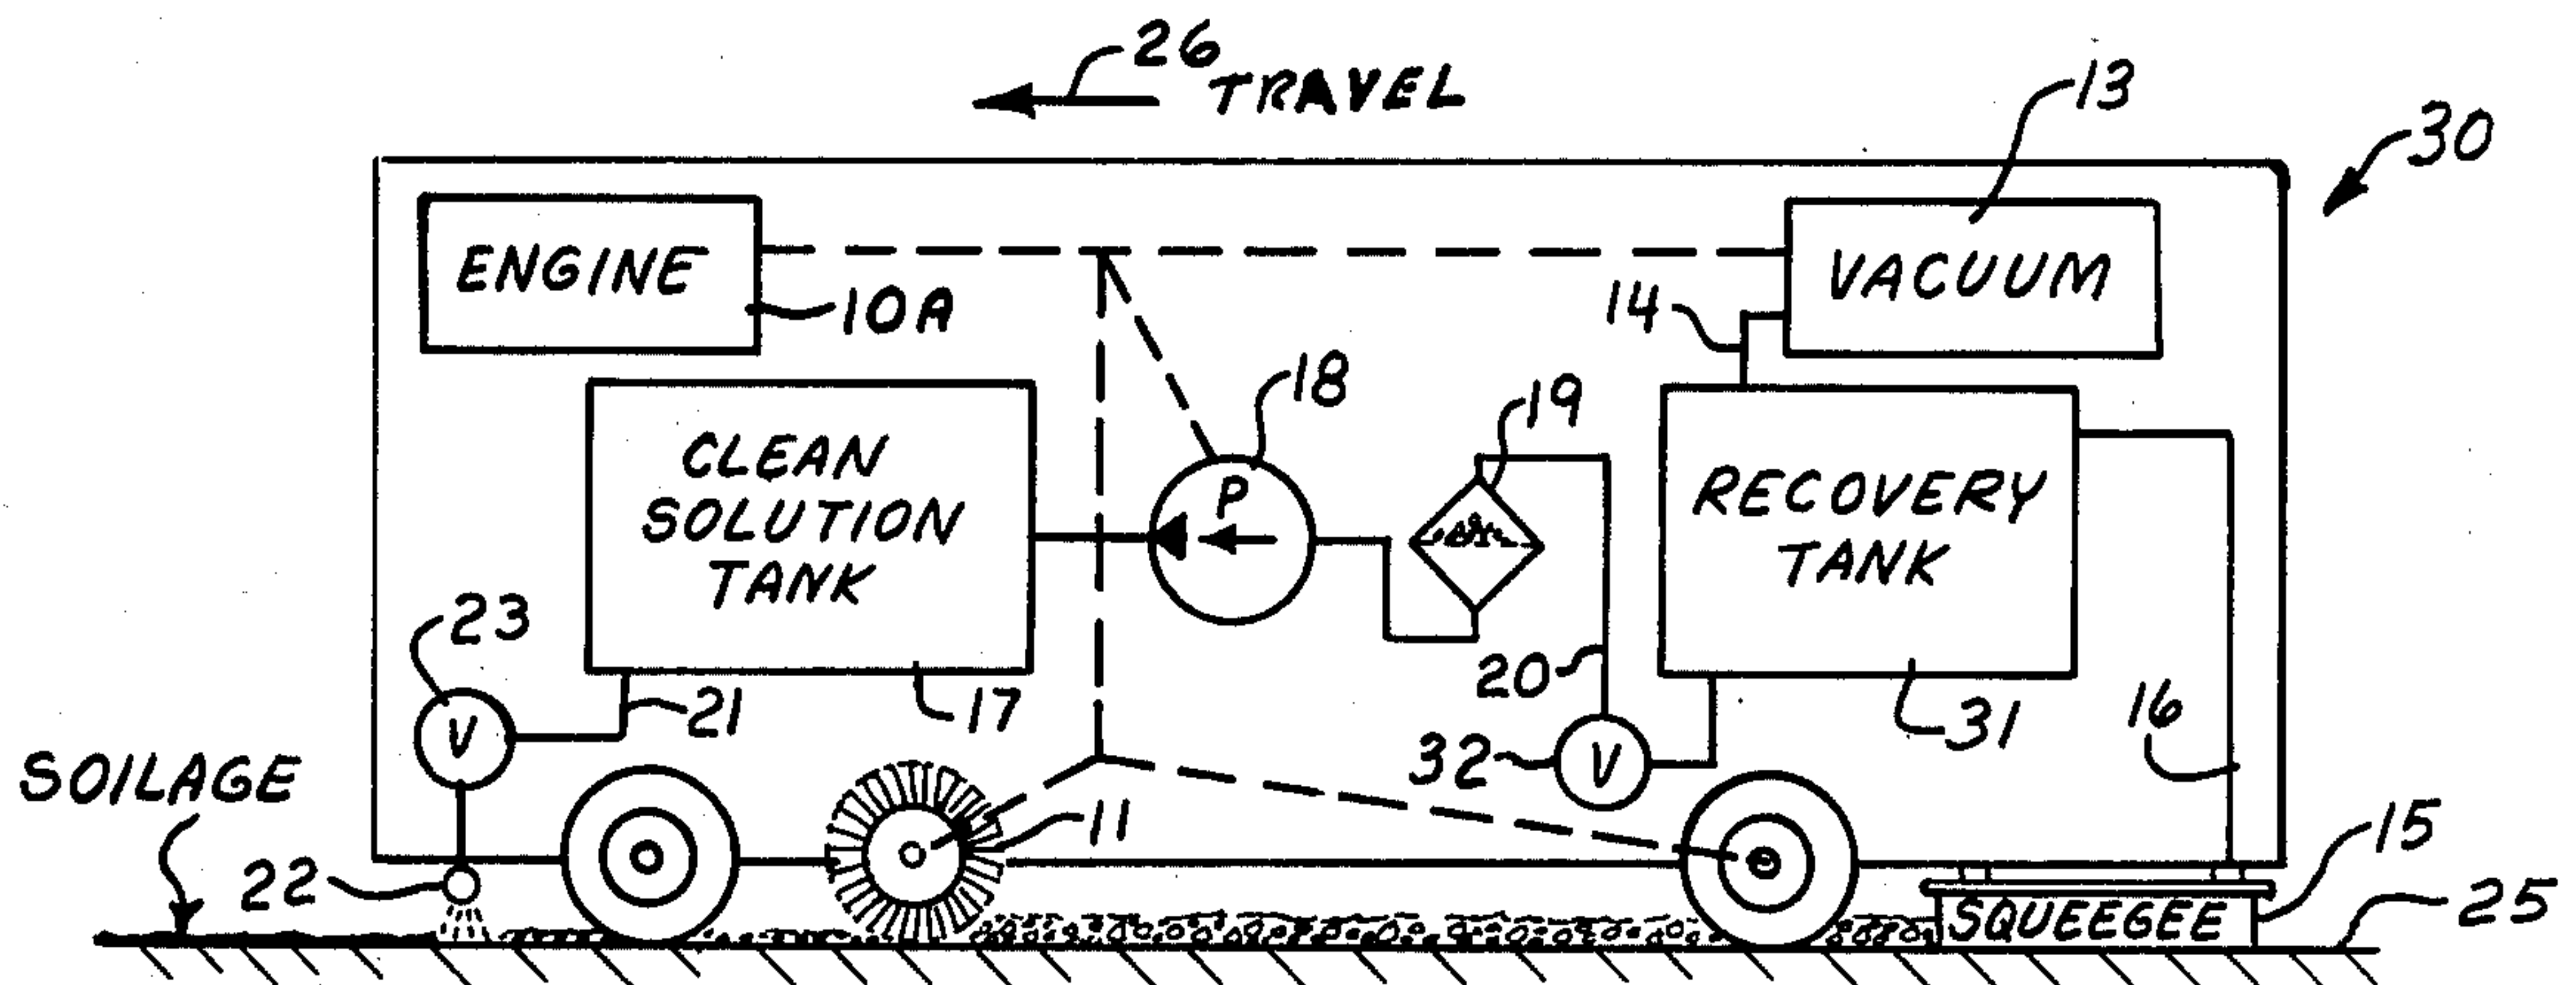 26 TRAVEL
13
30
ENGINE
10A
VACUUM
14
18
19
CLEAN
SOLUTION
TANK
P
RECOVERY
TANK
23
V
21
17
20
31
16
32
V
SOILAGE
22
11
15
SQUEEGEE
25